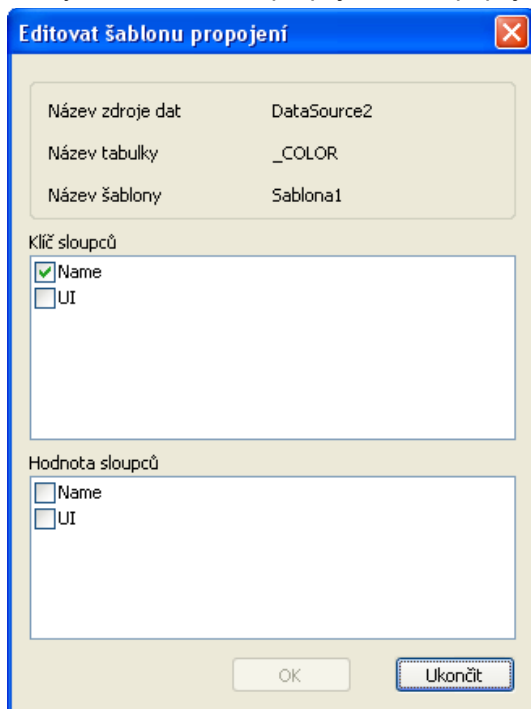 Editovat šablonu propojení
Název zdroje dat DataSource2
Název tabulky _COLOR
Název šablony Sablona1
Klíč sloupců
Name
UI
Hodnota sloupců
Name
UI
OK Ukončit